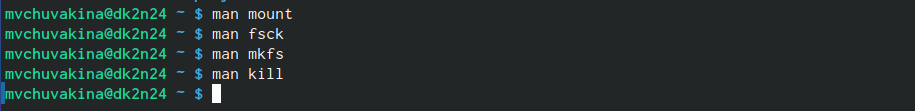 mvchuvakina@dk2n24 ~ $ man mount
mvchuvakina@dk2n24 ~ $ man fsck
mvchuvakina@dk2n24 ~ $ man mkfs
mvchuvakina@dk2n24 ~ $ man kill
mvchuvakina@dk2n24 ~ $